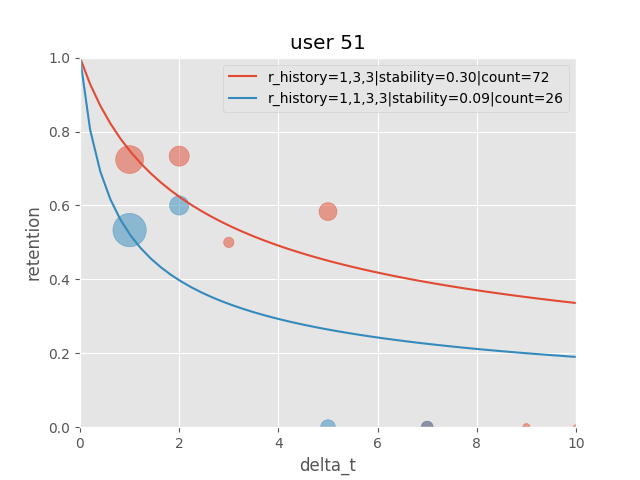 user 51
r_history=1,3,3|stability=0.30|count=72
r_history=1,1,3,3|stability=0.09|count=26
retention
1.0
0.8
0.6
0.4
0.2
0.0
0 2 4 6 8 10
delta_t